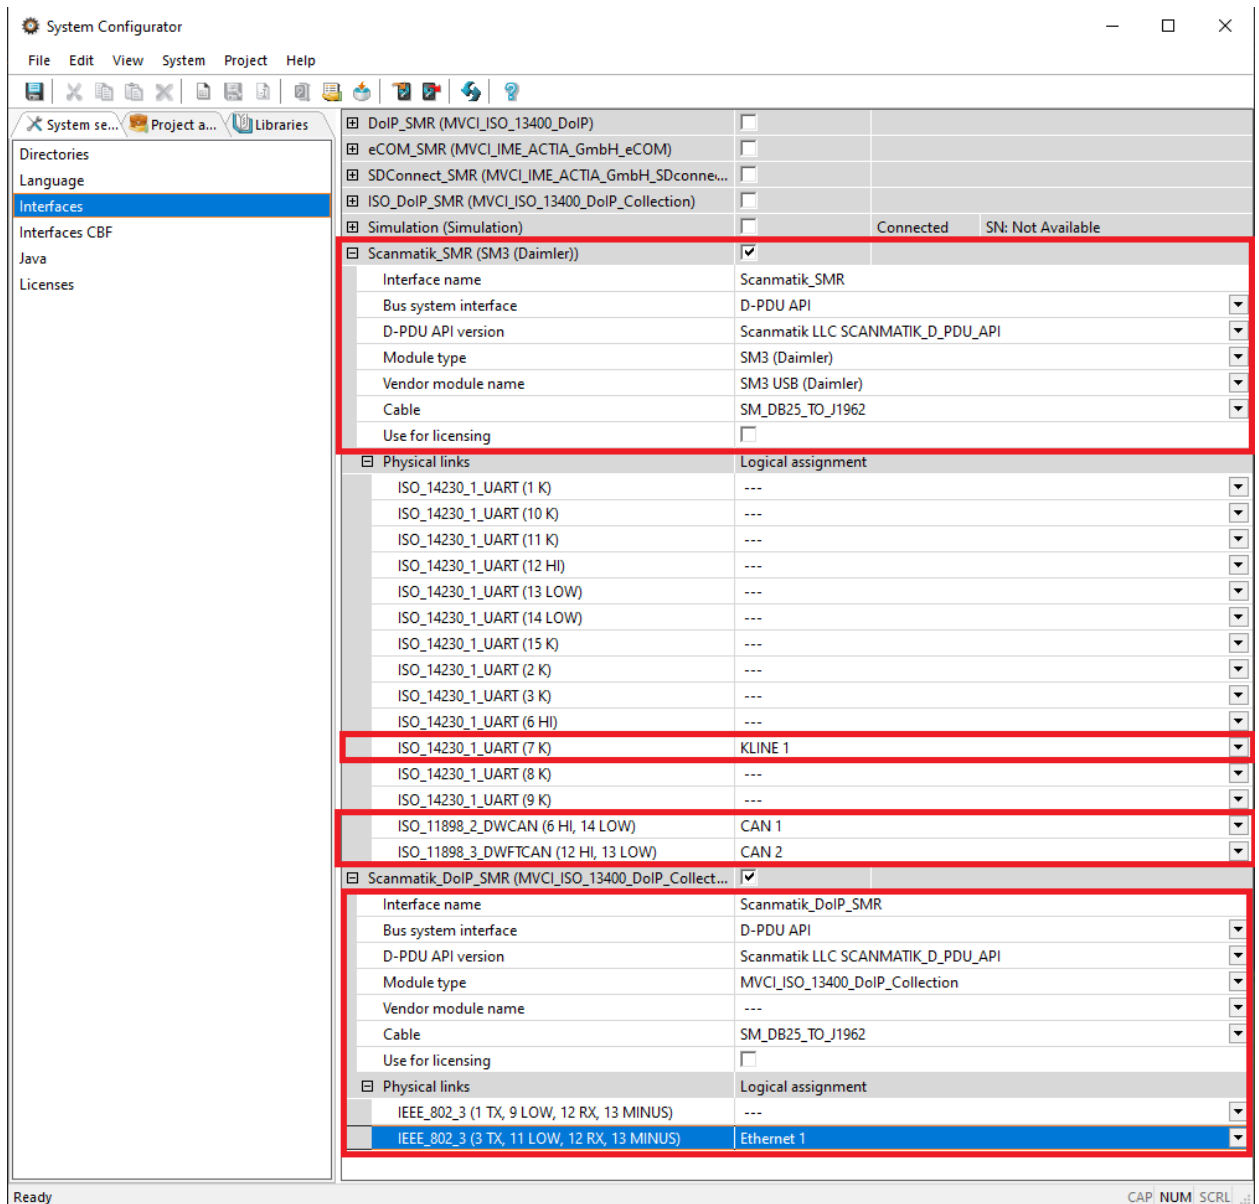 System Configurator
File Edit View System Project Help
System se... Project a... Libraries
Directories
Language
Interfaces
Interfaces CBF
Java
Licenses
DoIP_SMR (MVCI_ISO_13400_DoIP)
eCOM_SMR (MVCI_IME_ACTIA_GmbH_eCOM)
SDConnect_SMR (MVCI_IME_ACTIA_GmbH_SDconne...
ISO_DoIP_SMR (MVCI_ISO_13400_DoIP_Collection)
Simulation (Simulation) Connected SN: Not Available
Scanmatik_SMR (SM3 (Daimler))
Interface name Scanmatik_SMR
Bus system interface D-PDU API
D-PDU API version Scanmatik LLC SCANMATIK_D_PDU_API
Module type SM3 (Daimler)
Vendor module name SM3 USB (Daimler)
Cable SM_DB25_TO_J1962
Use for licensing
Physical links Logical assignment
ISO_14230_1_UART (1 K) ---
ISO_14230_1_UART (10 K) ---
ISO_14230_1_UART (11 K) ---
ISO_14230_1_UART (12 HI) ---
ISO_14230_1_UART (13 LOW) ---
ISO_14230_1_UART (14 LOW) ---
ISO_14230_1_UART (15 K) ---
ISO_14230_1_UART (2 K) ---
ISO_14230_1_UART (3 K) ---
ISO_14230_1_UART (6 HI) ---
ISO_14230_1_UART (7 K) KLINE 1
ISO_14230_1_UART (8 K) ---
ISO_14230_1_UART (9 K) ---
ISO_11898_2_DWCAN (6 HI, 14 LOW) CAN 1
ISO_11898_3_DWFTCAN (12 HI, 13 LOW) CAN 2
Scanmatik_DoIP_SMR (MVCI_ISO_13400_DoIP_Collect...
Interface name Scanmatik_DoIP_SMR
Bus system interface D-PDU API
D-PDU API version Scanmatik LLC SCANMATIK_D_PDU_API
Module type MVCI_ISO_13400_DoIP_Collection
Vendor module name ---
Cable SM_DB25_TO_J1962
Use for licensing
Physical links Logical assignment
IEEE_802_3 (1 TX, 9 LOW, 12 RX, 13 MINUS) ---
IEEE_802_3 (3 TX, 11 LOW, 12 RX, 13 MINUS) Ethernet 1
Ready CAP NUM SCRL